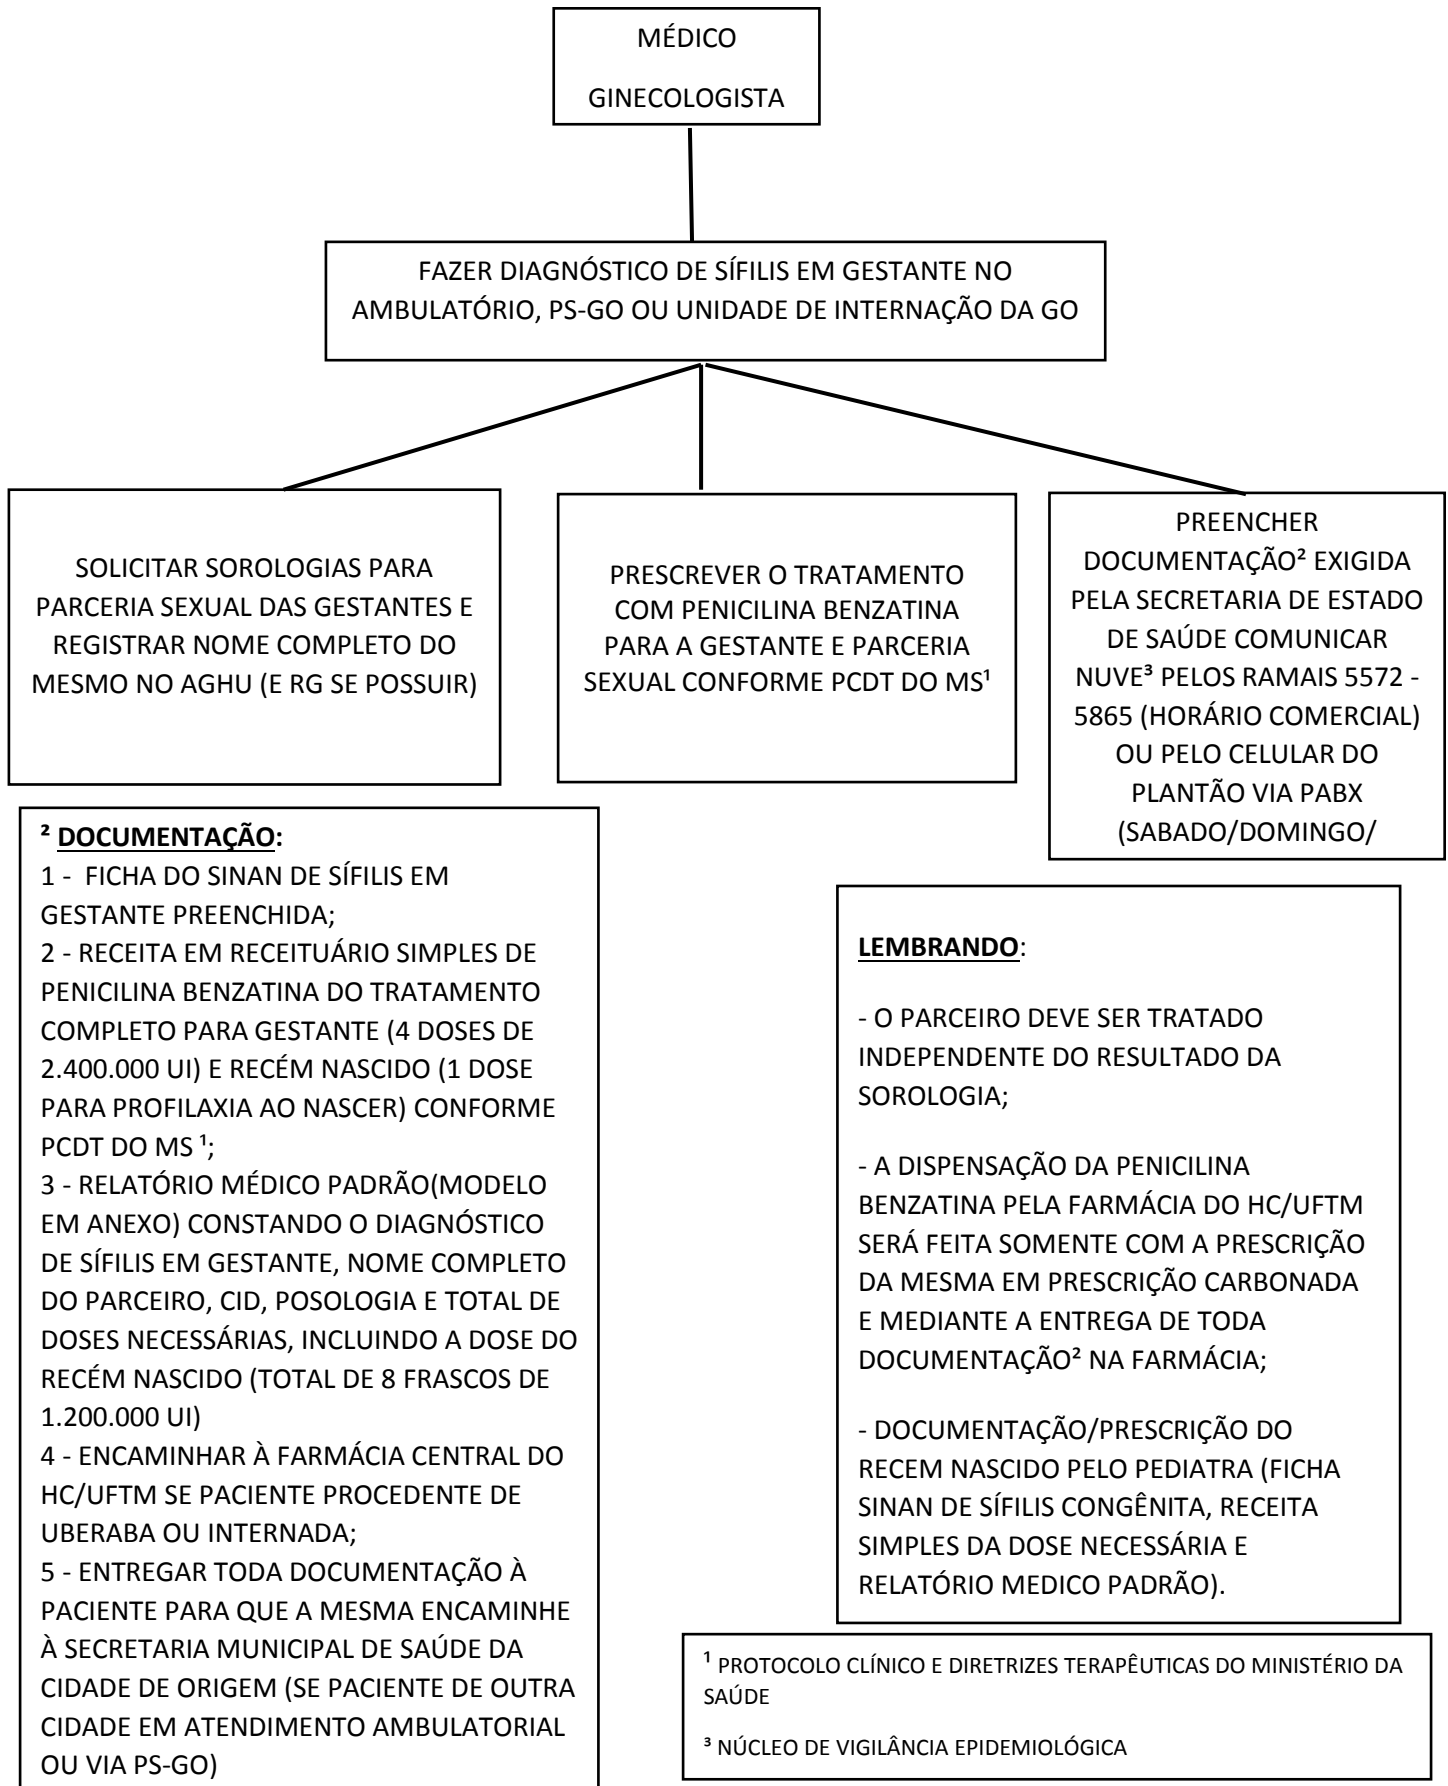 MÉDICO
GINECOLOGISTA
FAZER DIAGNÓSTICO DE SÍFILIS EM GESTANTE NO
AMBULATÓRIO, PS-GO OU UNIDADE DE INTERNAÇÃO DA GO
SOLICITAR SOROLOGIAS PARA
PARCERIA SEXUAL DAS GESTANTES E
REGISTRAR NOME COMPLETO DO
MESMO NO AGHU (E RG SE POSSUIR)
PRESCREVER O TRATAMENTO
COM PENICILINA BENZATINA
PARA A GESTANTE E PARCERIA
SEXUAL CONFORME PCDT DO MS¹
PREENCHER
DOCUMENTAÇÃO² EXIGIDA
PELA SECRETARIA DE ESTADO
DE SAÚDE COMUNICAR
NUVE³ PELOS RAMAIS 5572 -
5865 (HORÁRIO COMERCIAL)
OU PELO CELULAR DO
PLANTÃO VIA PABX
(SABADO/DOMINGO/
² DOCUMENTAÇÃO:
1 - FICHA DO SINAN DE SÍFILIS EM
GESTANTE PREENCHIDA;
2 - RECEITA EM RECEITUÁRIO SIMPLES DE
PENICILINA BENZATINA DO TRATAMENTO
COMPLETO PARA GESTANTE (4 DOSES DE
2.400.000 UI) E RECÉM NASCIDO (1 DOSE
PARA PROFILAXIA AO NASCER) CONFORME
PCDT DO MS ¹;
3 - RELATÓRIO MÉDICO PADRÃO(MODELO
EM ANEXO) CONSTANDO O DIAGNÓSTICO
DE SÍFILIS EM GESTANTE, NOME COMPLETO
DO PARCEIRO, CID, POSOLOGIA E TOTAL DE
DOSES NECESSÁRIAS, INCLUINDO A DOSE DO
RECÉM NASCIDO (TOTAL DE 8 FRASCOS DE
1.200.000 UI)
4 - ENCAMINHAR À FARMÁCIA CENTRAL DO
HC/UFTM SE PACIENTE PROCEDENTE DE
UBERABA OU INTERNADA;
5 - ENTREGAR TODA DOCUMENTAÇÃO À
PACIENTE PARA QUE A MESMA ENCAMINHE
À SECRETARIA MUNICIPAL DE SAÚDE DA
CIDADE DE ORIGEM (SE PACIENTE DE OUTRA
CIDADE EM ATENDIMENTO AMBULATORIAL
OU VIA PS-GO)
LEMBRANDO:
- O PARCEIRO DEVE SER TRATADO
INDEPENDENTE DO RESULTADO DA
SOROLOGIA;
- A DISPENSAÇÃO DA PENICILINA
BENZATINA PELA FARMÁCIA DO HC/UFTM
SERÁ FEITA SOMENTE COM A PRESCRIÇÃO
DA MESMA EM PRESCRIÇÃO CARBONADA
E MEDIANTE A ENTREGA DE TODA
DOCUMENTAÇÃO² NA FARMÁCIA;
- DOCUMENTAÇÃO/PRESCRIÇÃO DO
RECEM NASCIDO PELO PEDIATRA (FICHA
SINAN DE SÍFILIS CONGÊNITA, RECEITA
SIMPLES DA DOSE NECESSÁRIA E
RELATÓRIO MEDICO PADRÃO).
¹ PROTOCOLO CLÍNICO E DIRETRIZES TERAPÊUTICAS DO MINISTÉRIO DA
SAÚDE
³ NÚCLEO DE VIGILÂNCIA EPIDEMIOLÓGICA